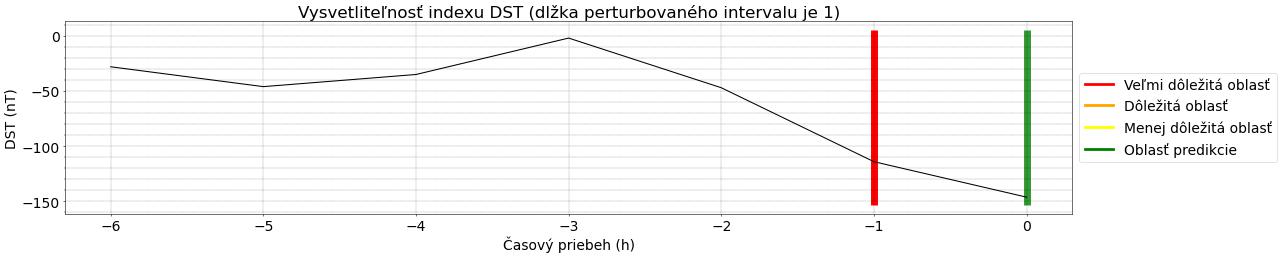 Vysvetliteľnosť indexu DST (dĺžka perturbovaného intervalu je 1)
DST (nT)
0
−50
−100
−150
−6 −5 −4 −3 −2 −1 0
Časový priebeh (h)
Veľmi dôležitá oblasť
Dôležitá oblasť
Menej dôležitá oblasť
Oblasť predikcie